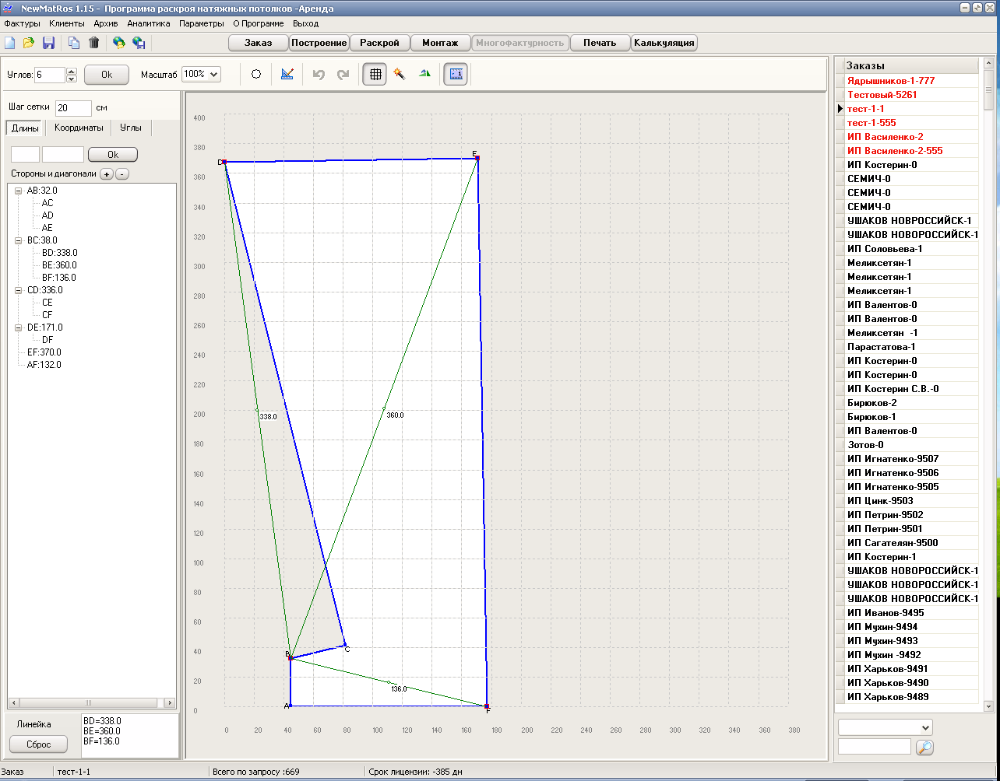 NewMatRos 1.15 - Программа раскроя натяжных потолков -Аренда
Фактуры Клиенты Архив Аналитика Параметры О Программе Выход
Заказ Построение Раскрой Монтаж Многофактурность Печать Калькуляция
Углов: 6 Ok Масштаб 100%
Шаг сетки 20 см
Длины Координаты Углы
Ok
Стороны и диагонали + -
AB:32.0
AC
AD
AE
BC:38.0
BD:338.0
BE:360.0
BF:136.0
CD:336.0
CE
CF
DE:171.0
DF
EF:370.0
AF:132.0
Линейка
Сброс
BD=338.0
BE=360.0
BF=136.0
400
380
360
340
320
300
280
260
240
220
200
180
160
140
120
100
80
60
40
20
0
0 20 40 60 80 100 120 140 160 180 200 220 240 260 280 300 320 340 360 380
D
E
338.0
360.0
B
C
136.0
A
F
Заказы
Ядрышников-1-777
Тестовый-5261
тест-1-1
тест-1-555
ИП Василенко-2
ИП Василенко-2-555
ИП Костерин-0
СЕМИЧ-0
СЕМИЧ-0
СЕМИЧ-0
УШАКОВ НОВРОССИЙСК-1
УШАКОВ НОВОРОССИЙСК-1
ИП Соловьева-1
Меликсетян-1
Меликсетян-1
Меликсетян-1
ИП Валентов-0
ИП Валентов-0
Меликсетян -1
Парастатова-1
ИП Костерин-0
ИП Костерин-0
ИП Костерин С.В.-0
Бирюков-2
Бирюков-1
ИП Валентов-0
Зотов-0
ИП Игнатенко-9507
ИП Игнатенко-9506
ИП Игнатенко-9505
ИП Цинк-9503
ИП Петрин-9502
ИП Петрин-9501
ИП Сагателян-9500
ИП Костерин-1
УШАКОВ НОВОРОССИЙСК-1
УШАКОВ НОВОРОССИЙСК-1
УШАКОВ НОВОРОССИЙСК-1
ИП Иванов-9495
ИП Мухин-9494
ИП Мухин-9493
ИП Мухин -9492
ИП Харьков-9491
ИП Харьков-9490
ИП Харьков-9489
Заказ тест-1-1 Всего по запросу :669 Срок лицензии: -385 дн